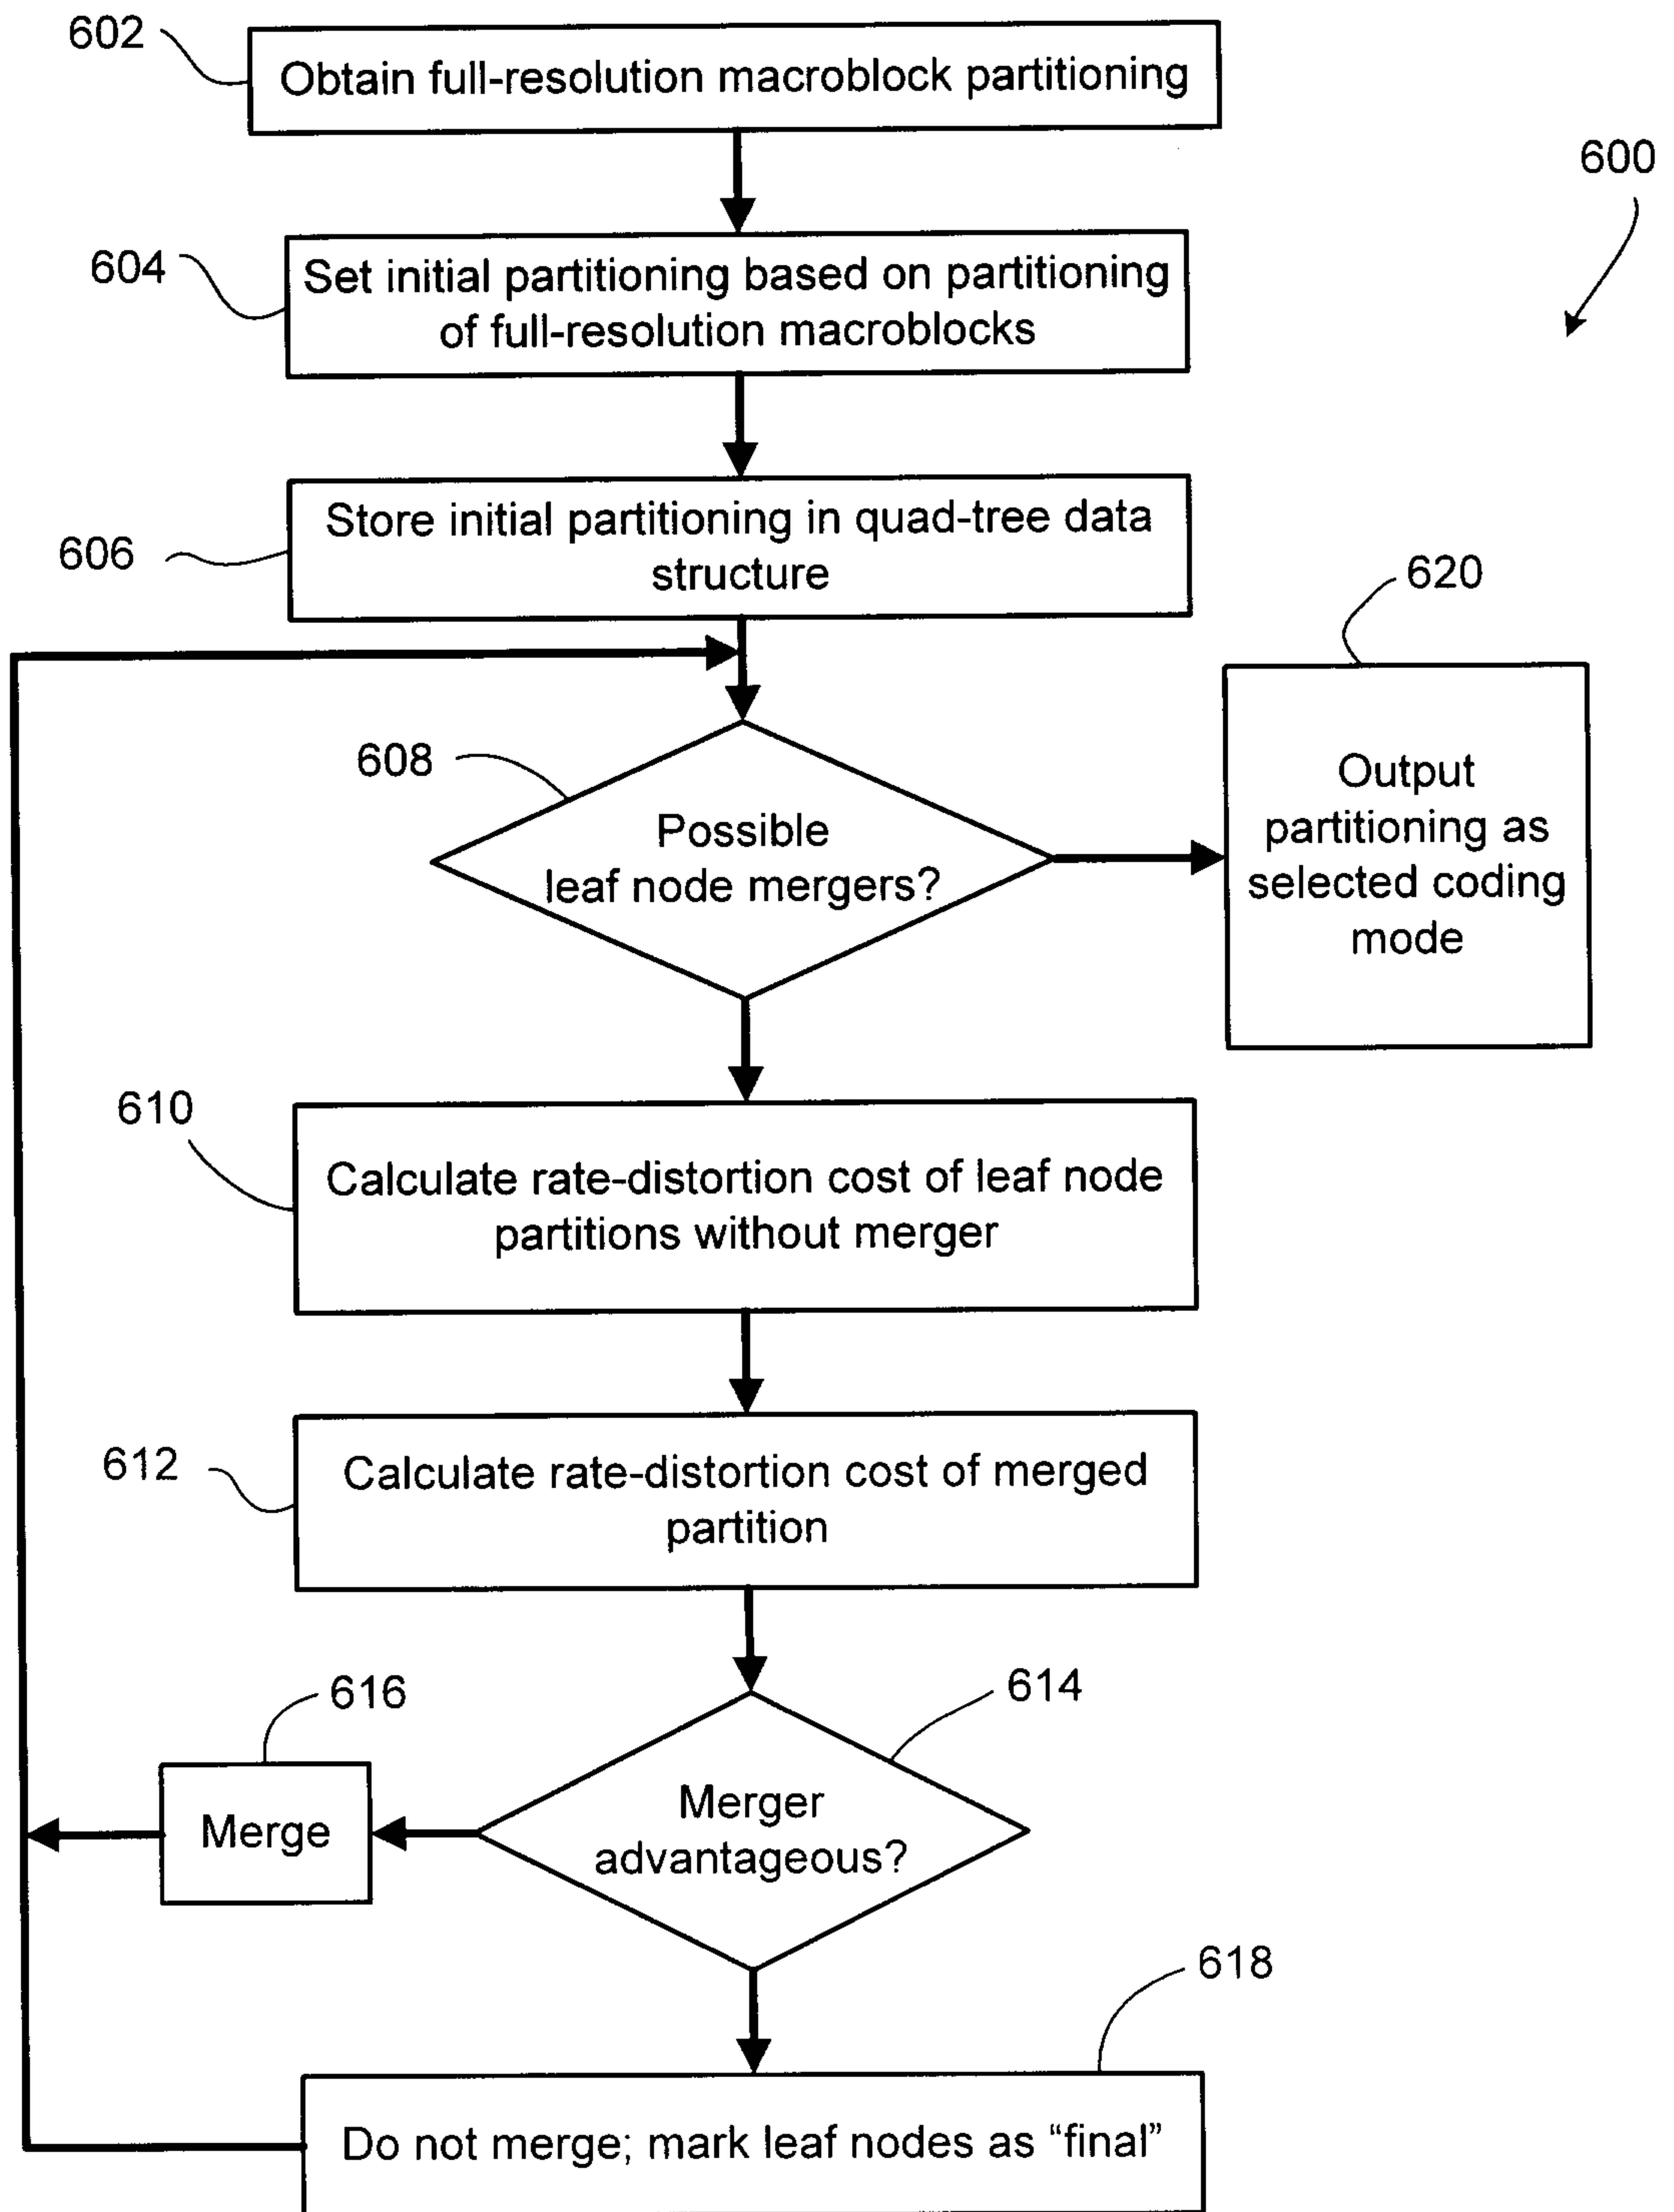 602
Obtain full-resolution macroblock partitioning
600
604
Set initial partitioning based on partitioning
of full-resolution macroblocks
606
Store initial partitioning in quad-tree data
structure
620
608
Possible
leaf node mergers?
Output
partitioning as
selected coding
mode
610
Calculate rate-distortion cost of leaf node
partitions without merger
612
Calculate rate-distortion cost of merged
partition
616
614
Merge
Merger
advantageous?
618
Do not merge; mark leaf nodes as “final”